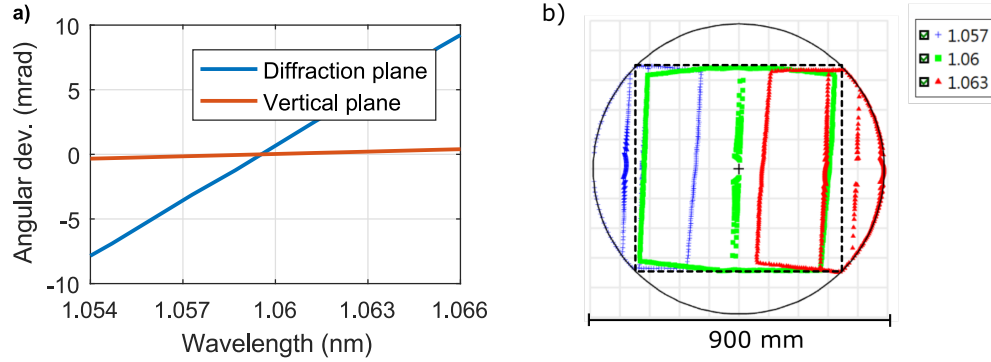 a)
10
5
0
-5
-10
Angular dev. (mrad)
Diffraction plane
Vertical plane
1.054
1.057
1.06
1.063
1.066
Wavelength (nm)
b)
1.057
1.06
1.063
900 mm